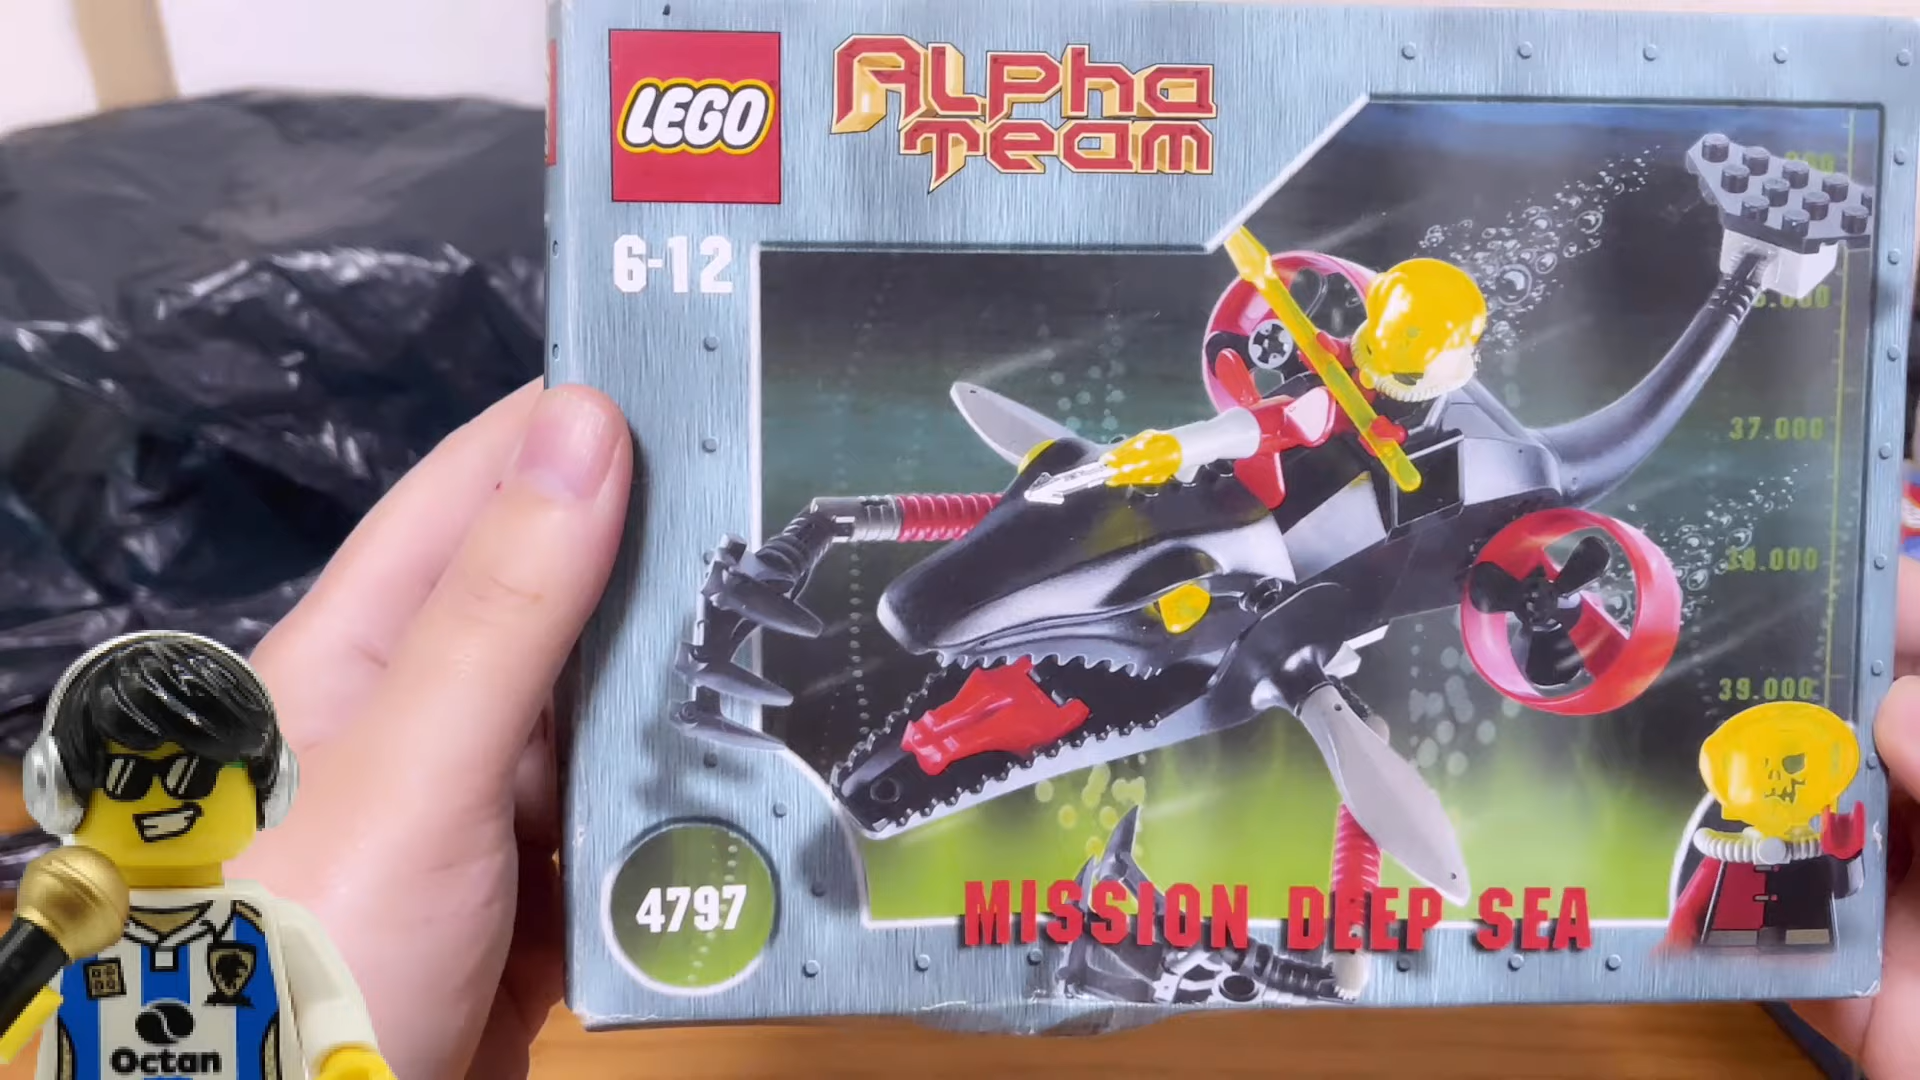 LEGO
Alpha
Team
6-12
37.000
38.000
39.000
4797
MISSION DEEP SEA
Octan